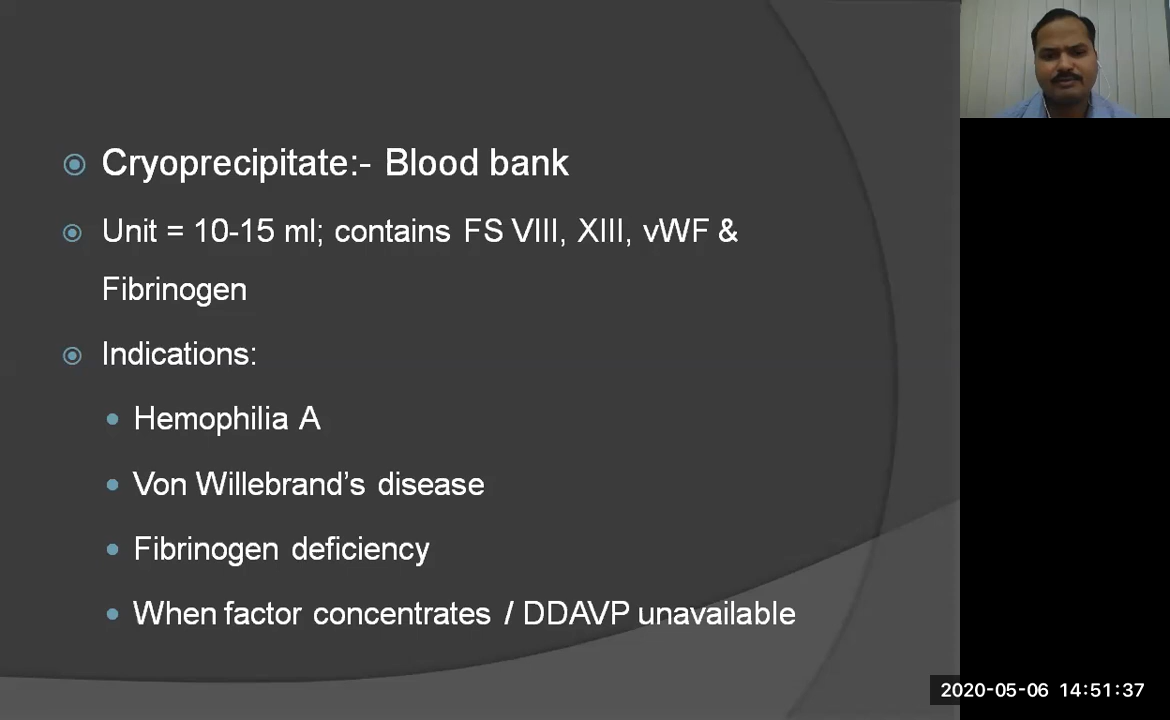 Cryoprecipitate:- Blood bank
Unit = 10-15 ml; contains FS VIII, XIII, vWF &
Fibrinogen
Indications:
Hemophilia A
Von Willebrand’s disease
Fibrinogen deficiency
When factor concentrates / DDAVP unavailable
2020-05-06 14:51:37